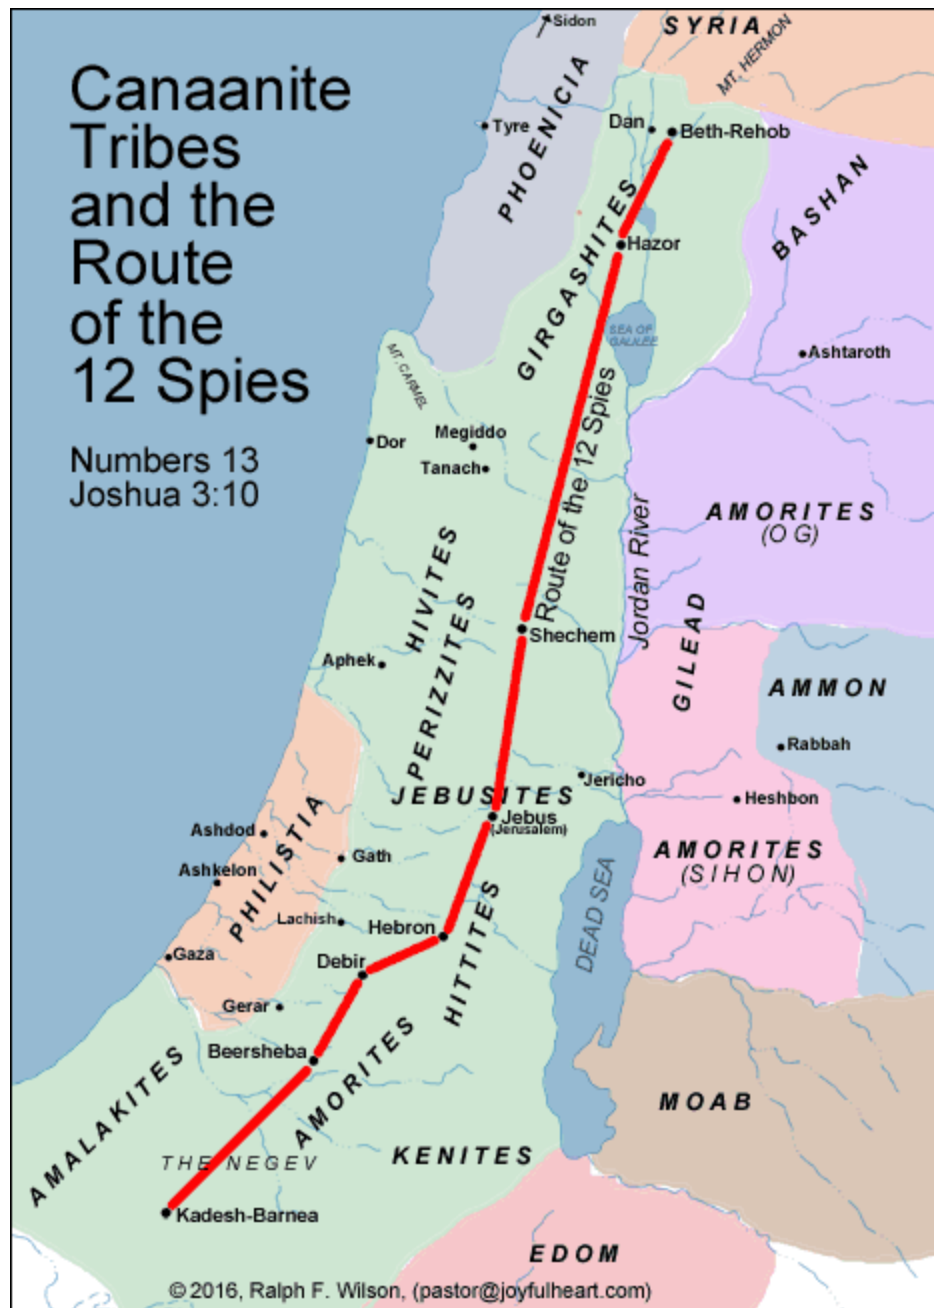 Canaanite
Tribes
and the
Route
of the
12 Spies
Numbers 13
Joshua 3:10
Sidon
SYRIA
MT. HERMON
PHOENICIA
Tyre
Dan
Beth-Rehob
BASHAN
GIRGASHITES
Hazor
SEA OF
GALILEE
Ashtaroth
MT. CARMEL
Dor
Megiddo
Tanach
Route of the 12 Spies
Jordan River
AMORITES
(OG)
HIVITES
PERIZZITES
Shechem
Aphek
GILEAD
AMMON
Rabbah
Jericho
JEBUSITES
Jebus
(Jerusalem)
Heshbon
AMORITES
(SIHON)
Ashdod
Ashkelon
PHILISTIA
Gath
Lachish
Hebron
HITTITES
DEAD SEA
Gaza
Debir
Gerar
Beersheba
AMORITES
AMALAKITES
MOAB
THE NEGEV
KENITES
Kadesh-Barnea
EDOM
© 2016, Ralph F. Wilson, (pastor@joyfulheart.com)